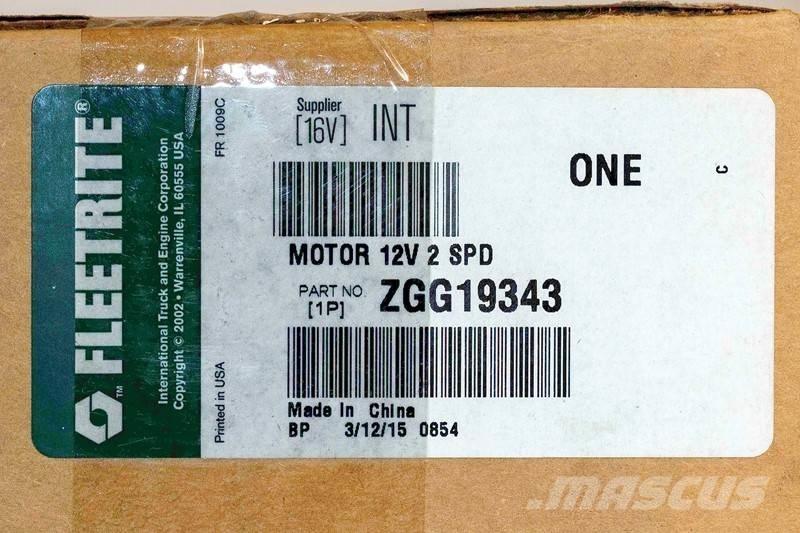 FLEETRITE®
TM
International Truck and Engine Corporation
Copyright © 2002 • Warrenville, IL 60555 USA
FR 1009C
Printed in USA
Supplier
[16V] INT
ONE
C
MOTOR 12V 2 SPD
PART NO.
[1P] ZGG19343
Made In China
BP 3/12/15 0854
MASCUS